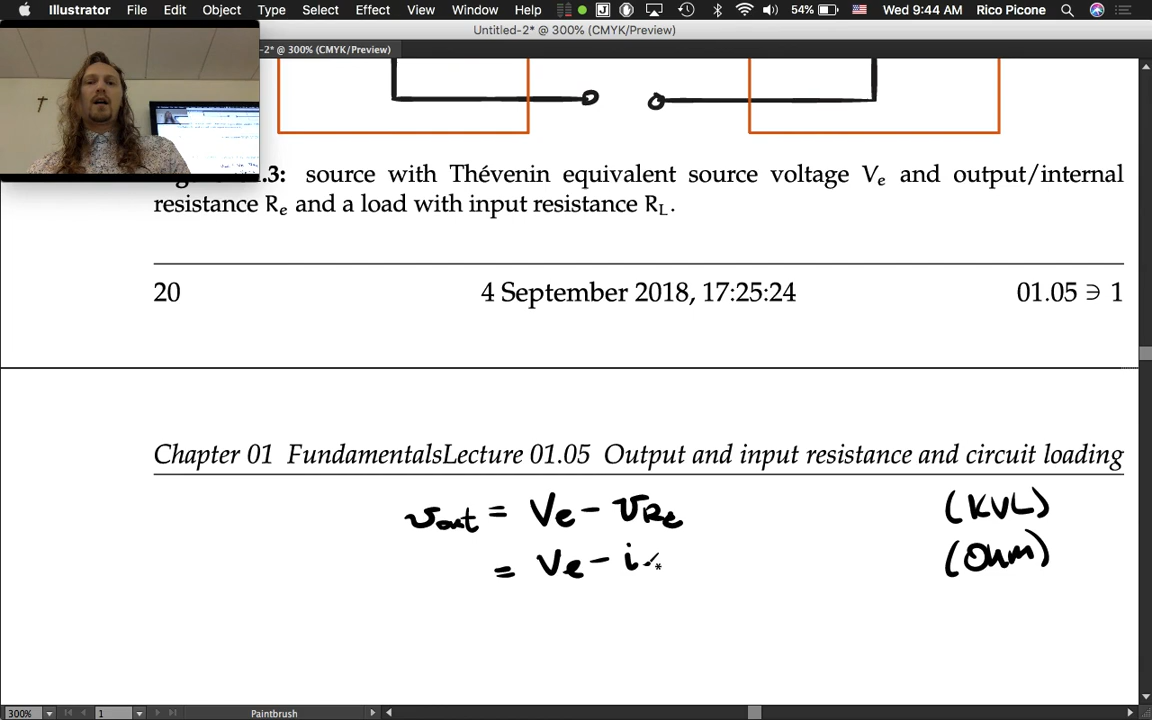 Illustrator File Edit Object Type Select Effect View Window Help 54% Wed 9:44 AM Rico Picone
Untitled-2* @ 300% (CMYK/Preview)
-2* @ 300% (CMYK/Preview)
.3: source with Thévenin equivalent source voltage Ve and output/internal
resistance Re and a load with input resistance RL.
20 4 September 2018, 17:25:24 01.05 ∋ 1
Chapter 01 FundamentalsLecture 01.05 Output and input resistance and circuit loading
vout = Ve - vRe (KVL)
= Ve - i (Ohm)
300% 1 Paintbrush